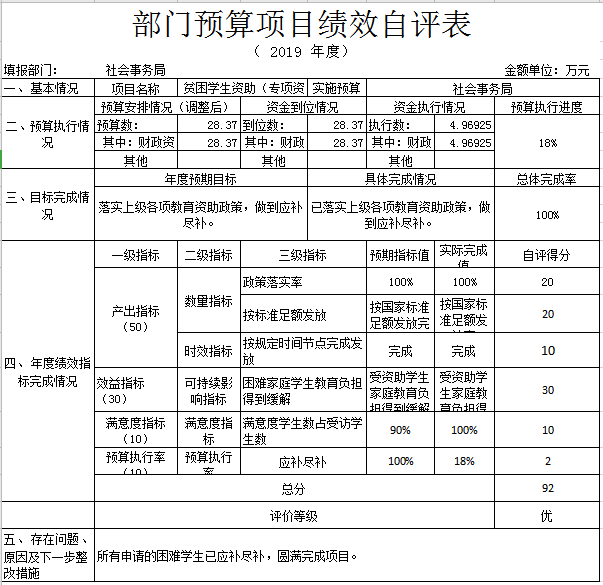 部门预算项目绩效自评表
（ 2019 年度）
填报部门： 社会事务局 金额单位：万元
一、基本情况 项目名称 贫困学生资助（专项资 实施预算 社会事务局
二、预算执行情况 预算安排情况（调整后） 资金到位情况 资金执行情况 预算执行进度
预算数： 28.37 到位数： 28.37 执行数： 4.96925 18%
其中：财政资 28.37 其中：财政 28.37 其中：财政 4.96925
其他 其他 其他
三、目标完成情况 年度预期目标 具体完成情况 总体完成率
落实上级各项教育资助政策，做到应补尽补。 已落实上级各项教育资助政策，做到应补尽补。 100%
四、年度绩效指标完成情况 一级指标 二级指标 三级指标 预期指标值 实际完成值 自评得分
产出指标（50） 数量指标 政策落实率 100% 100% 20
按标准足额发放 按国家标准足额发放完 按国家标准足额发 20
时效指标 按规定时间节点完成发放 完成 完成 10
效益指标（30） 可持续影响指标 困难家庭学生教育负担得到缓解 受资助学生家庭教育负担得到缓解 受资助学生家庭教育负担得 30
满意度指标（10） 满意度指标 满意度学生数占受访学生数 90% 100% 10
预算执行率（10） 预算执行率 应补尽补 100% 18% 2
总分 92
评价等级 优
五、存在问题、原因及下一步整改措施 所有申请的困难学生已应补尽补，圆满完成项目。